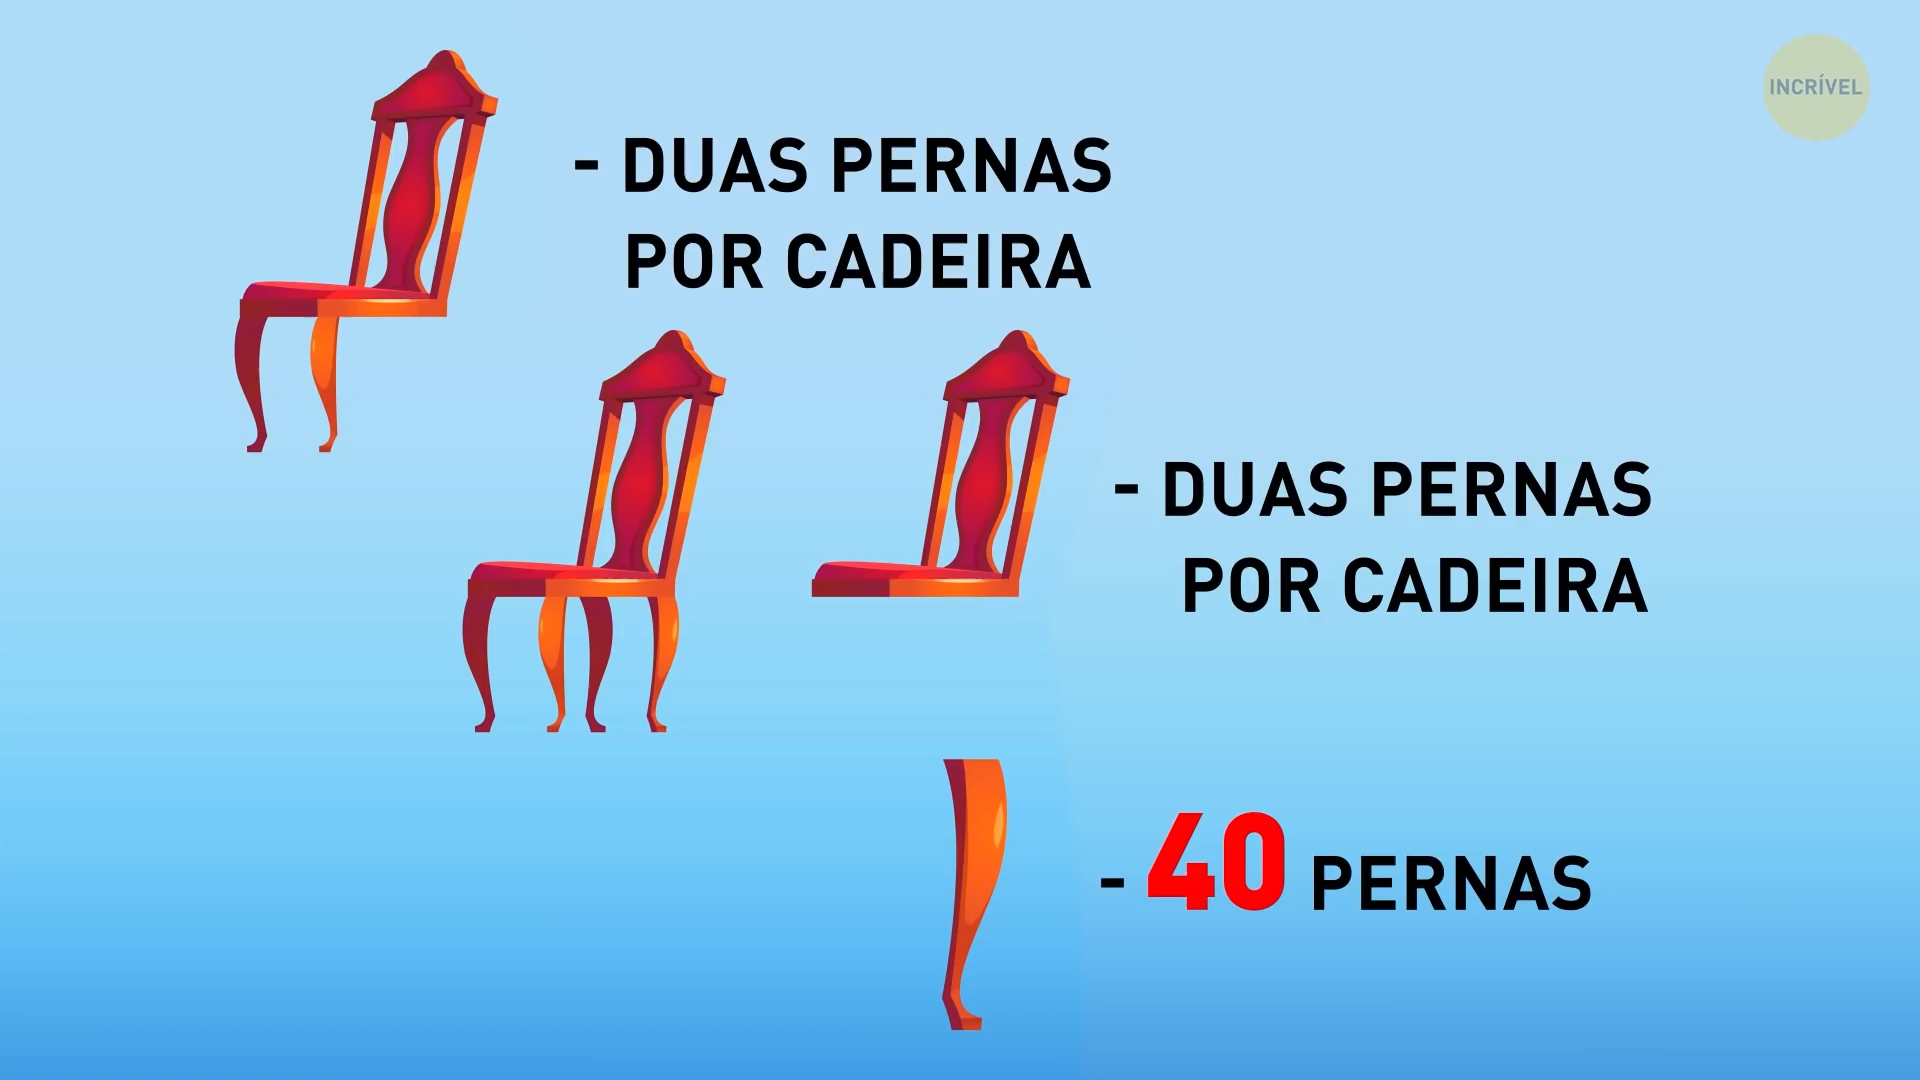 INCRÍVEL
- DUAS PERNAS
POR CADEIRA
- DUAS PERNAS
POR CADEIRA
- 40 PERNAS